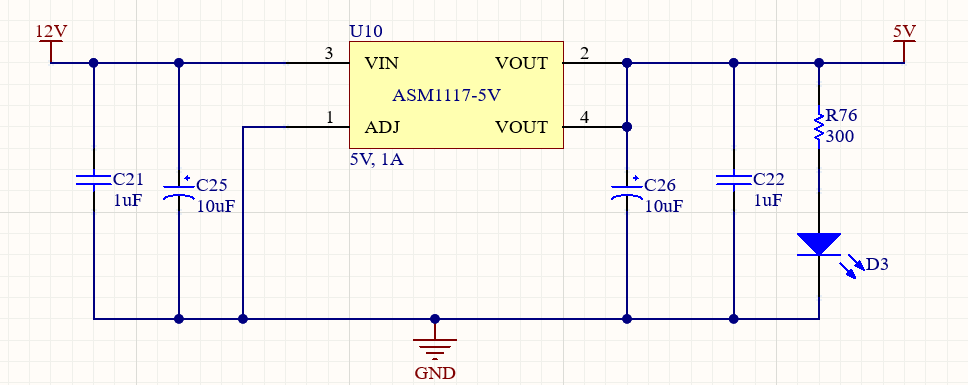 12V
U10
5V
3
VIN
VOUT
2
ASM1117-5V
1
ADJ
VOUT
4
5V, 1A
R76
300
C21
1uF
C25
10uF
C26
10uF
C22
1uF
D3
GND